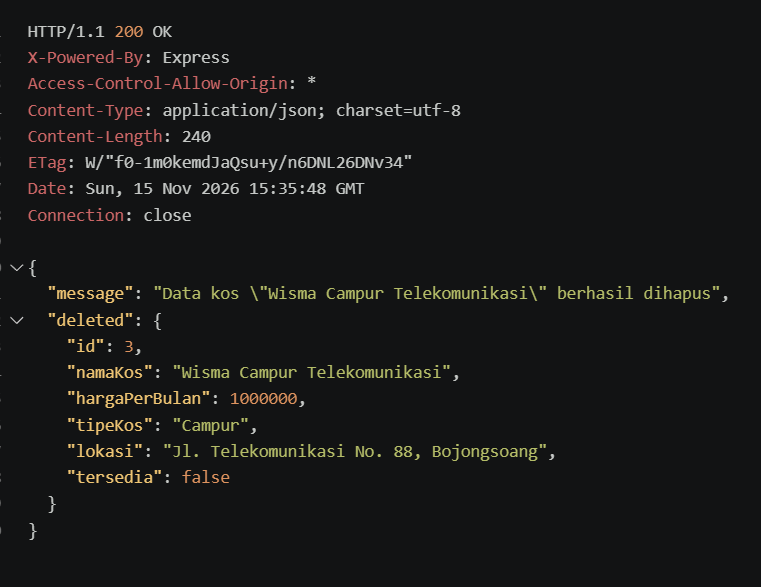 HTTP/1.1 200 OK
X-Powered-By: Express
Access-Control-Allow-Origin: *
Content-Type: application/json; charset=utf-8
Content-Length: 240
ETag: W/"f0-1m0kemdJaQsu+y/n6DNL26DNv34"
Date: Sun, 15 Nov 2026 15:35:48 GMT
Connection: close
{
"message": "Data kos \"Wisma Campur Telekomunikasi\" berhasil dihapus",
"deleted": {
"id": 3,
"namaKos": "Wisma Campur Telekomunikasi",
"hargaPerBulan": 1000000,
"tipeKos": "Campur",
"lokasi": "Jl. Telekomunikasi No. 88, Bojongsoang",
"tersedia": false
}
}